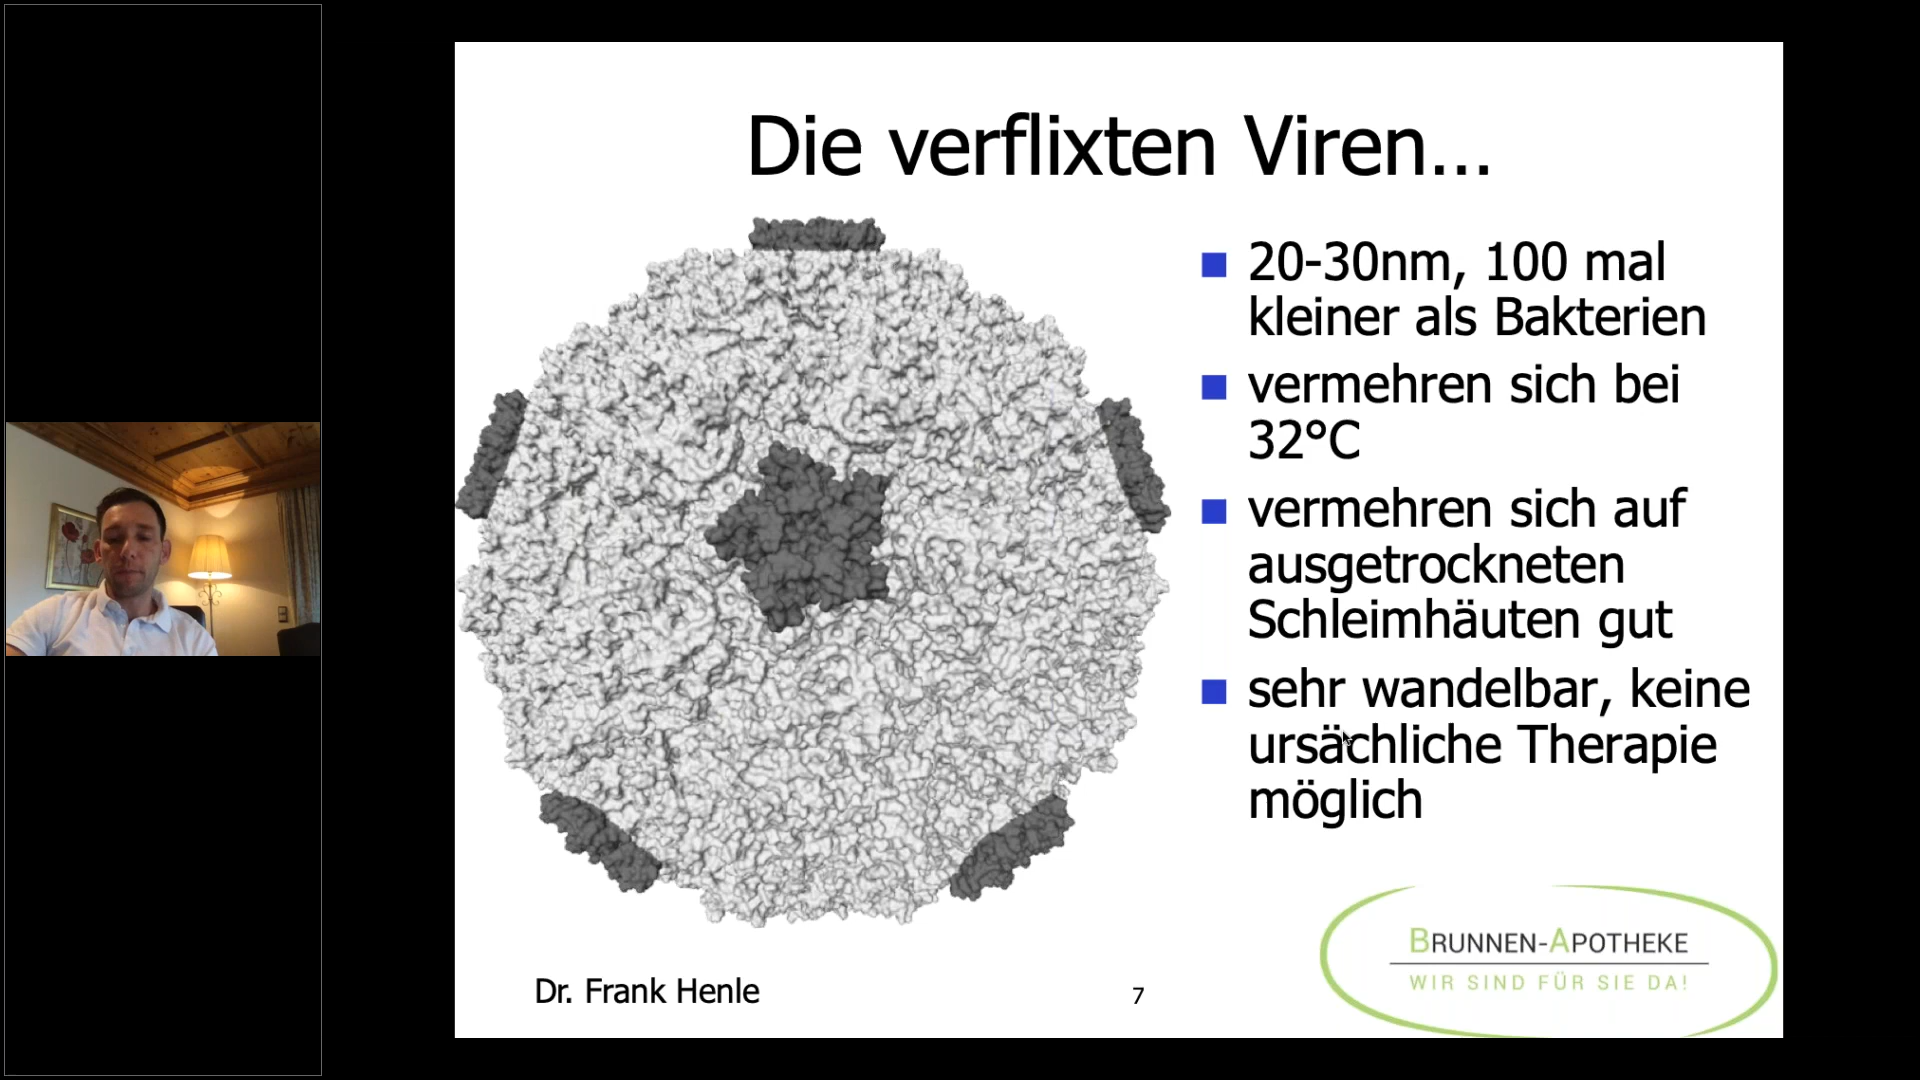 Die verflixten Viren...
20-30nm, 100 mal
kleiner als Bakterien
vermehren sich bei
32°C
vermehren sich auf
ausgetrockneten
Schleimhäuten gut
sehr wandelbar, keine
ursächliche Therapie
möglich
BRUNNEN-APOTHEKE
WIR SIND FÜR SIE DA!
Dr. Frank Henle
7